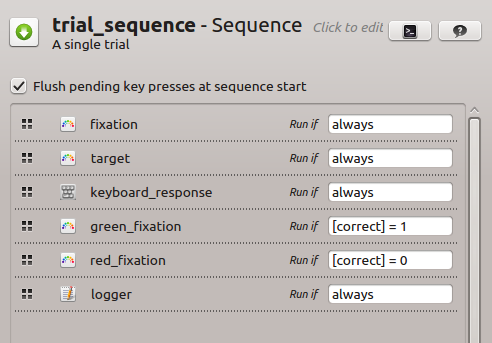 trial_sequence - Sequence Click to edit
A single trial
Flush pending key presses at sequence start
fixation Run if always
target Run if always
keyboard_response Run if always
green_fixation Run if [correct] = 1
red_fixation Run if [correct] = 0
logger Run if always